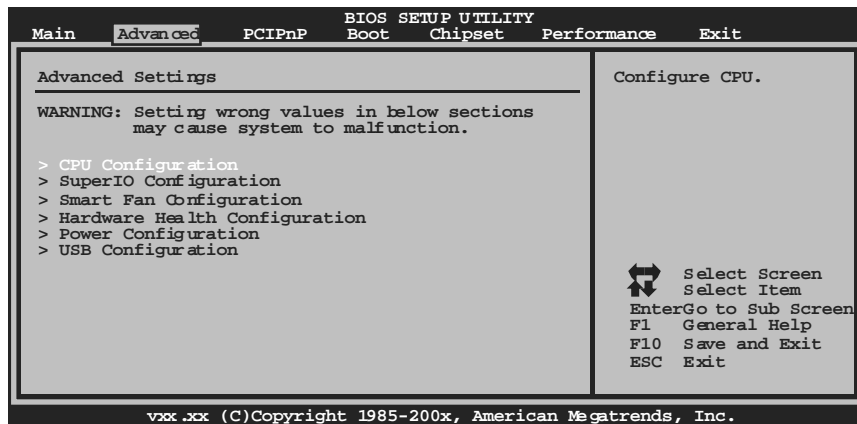 BIOS SETUP UTILITY
Main Advanced PCIPnP Boot Chipset Performance Exit
Advanced Settings
WARNING: Setting wrong values in below sections
may cause system to malfunction.
> CPU Configuration
> SuperIO Configuration
> Smart Fan Configuration
> Hardware Health Configuration
> Power Configuration
> USB Configuration
Configure CPU.
Select Screen
Select Item
Enter Go to Sub Screen
F1 General Help
F10 Save and Exit
ESC Exit
vxx.xx (C)Copyright 1985-200x, American Megatrends, Inc.